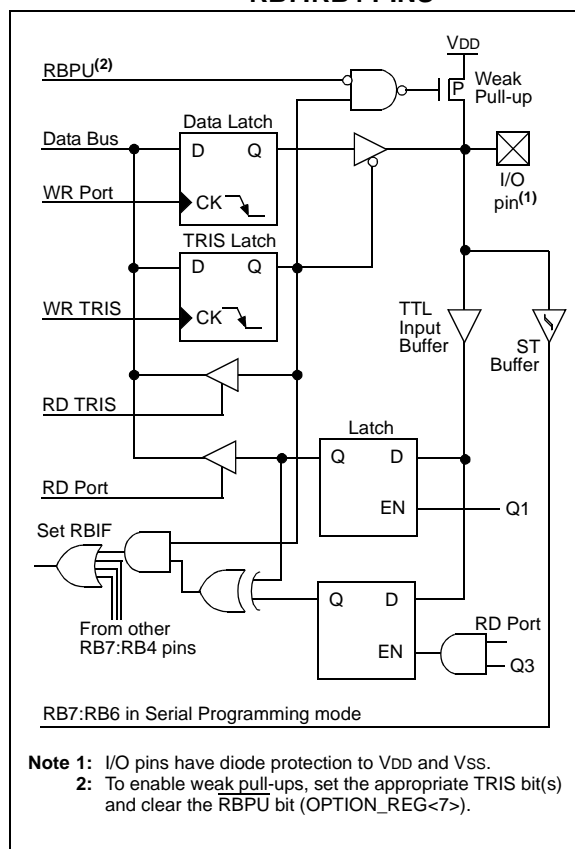 RB7:RB4 PINS
VDD
RBPU(2)
P
Weak
Pull-up
Data Latch
Data Bus
D Q
I/O
pin(1)
WR Port
CK
TRIS Latch
D Q
WR TRIS
CK
TTL
Input
Buffer
ST
Buffer
RD TRIS
Latch
Q D
RD Port
EN
Q1
Set RBIF
Q D
From other
RB7:RB4 pins
RD Port
EN
Q3
RB7:RB6 in Serial Programming mode
Note 1: I/O pins have diode protection to VDD and VSS.
2: To enable weak pull-ups, set the appropriate TRIS bit(s)
and clear the RBPU bit (OPTION_REG<7>).